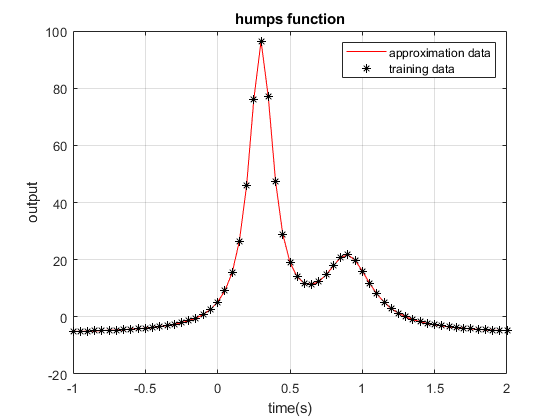 humps function
approximation data
training data
100
80
60
40
20
0
-20
output
-1
-0.5
0
0.5
1
1.5
2
time(s)